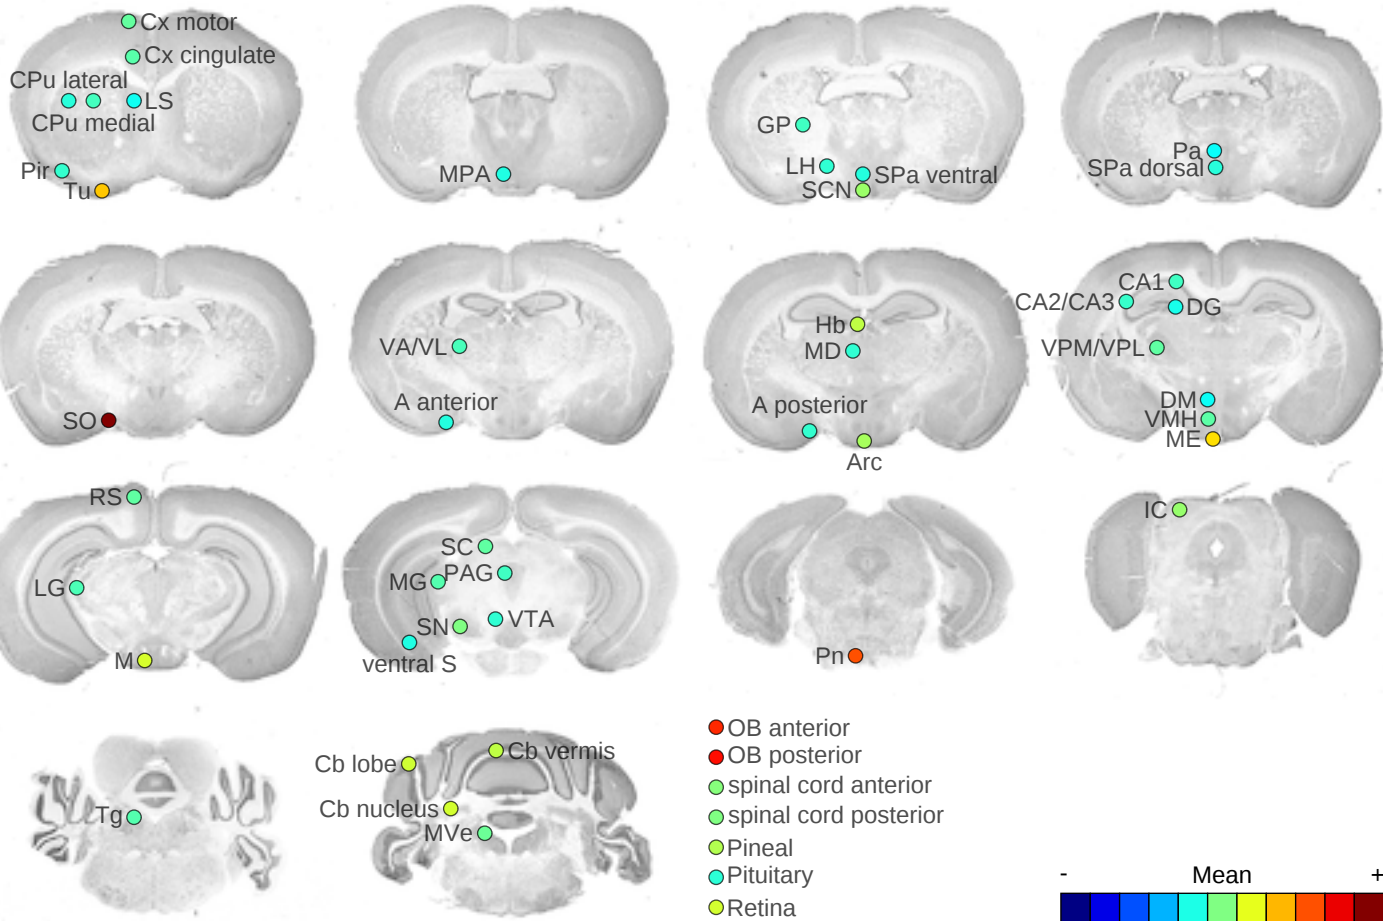 Cx motor
Cx cingulate
CPu lateral
LS
CPu medial
Pir
Tu
MPA
GP
LH
SPa ventral
SCN
Pa
SPa dorsal
SO
VA/VL
A anterior
Hb
MD
A posterior
Arc
CA1
CA2/CA3
DG
VPM/VPL
DM
VMH
ME
RS
LG
M
SC
MG
PAG
SN
VTA
ventral S
Pn
IC
Tg
Cb lobe
Cb vermis
Cb nucleus
MVe
OB anterior
OB posterior
spinal cord anterior
spinal cord posterior
Pineal
Pituitary
Retina
- Mean +